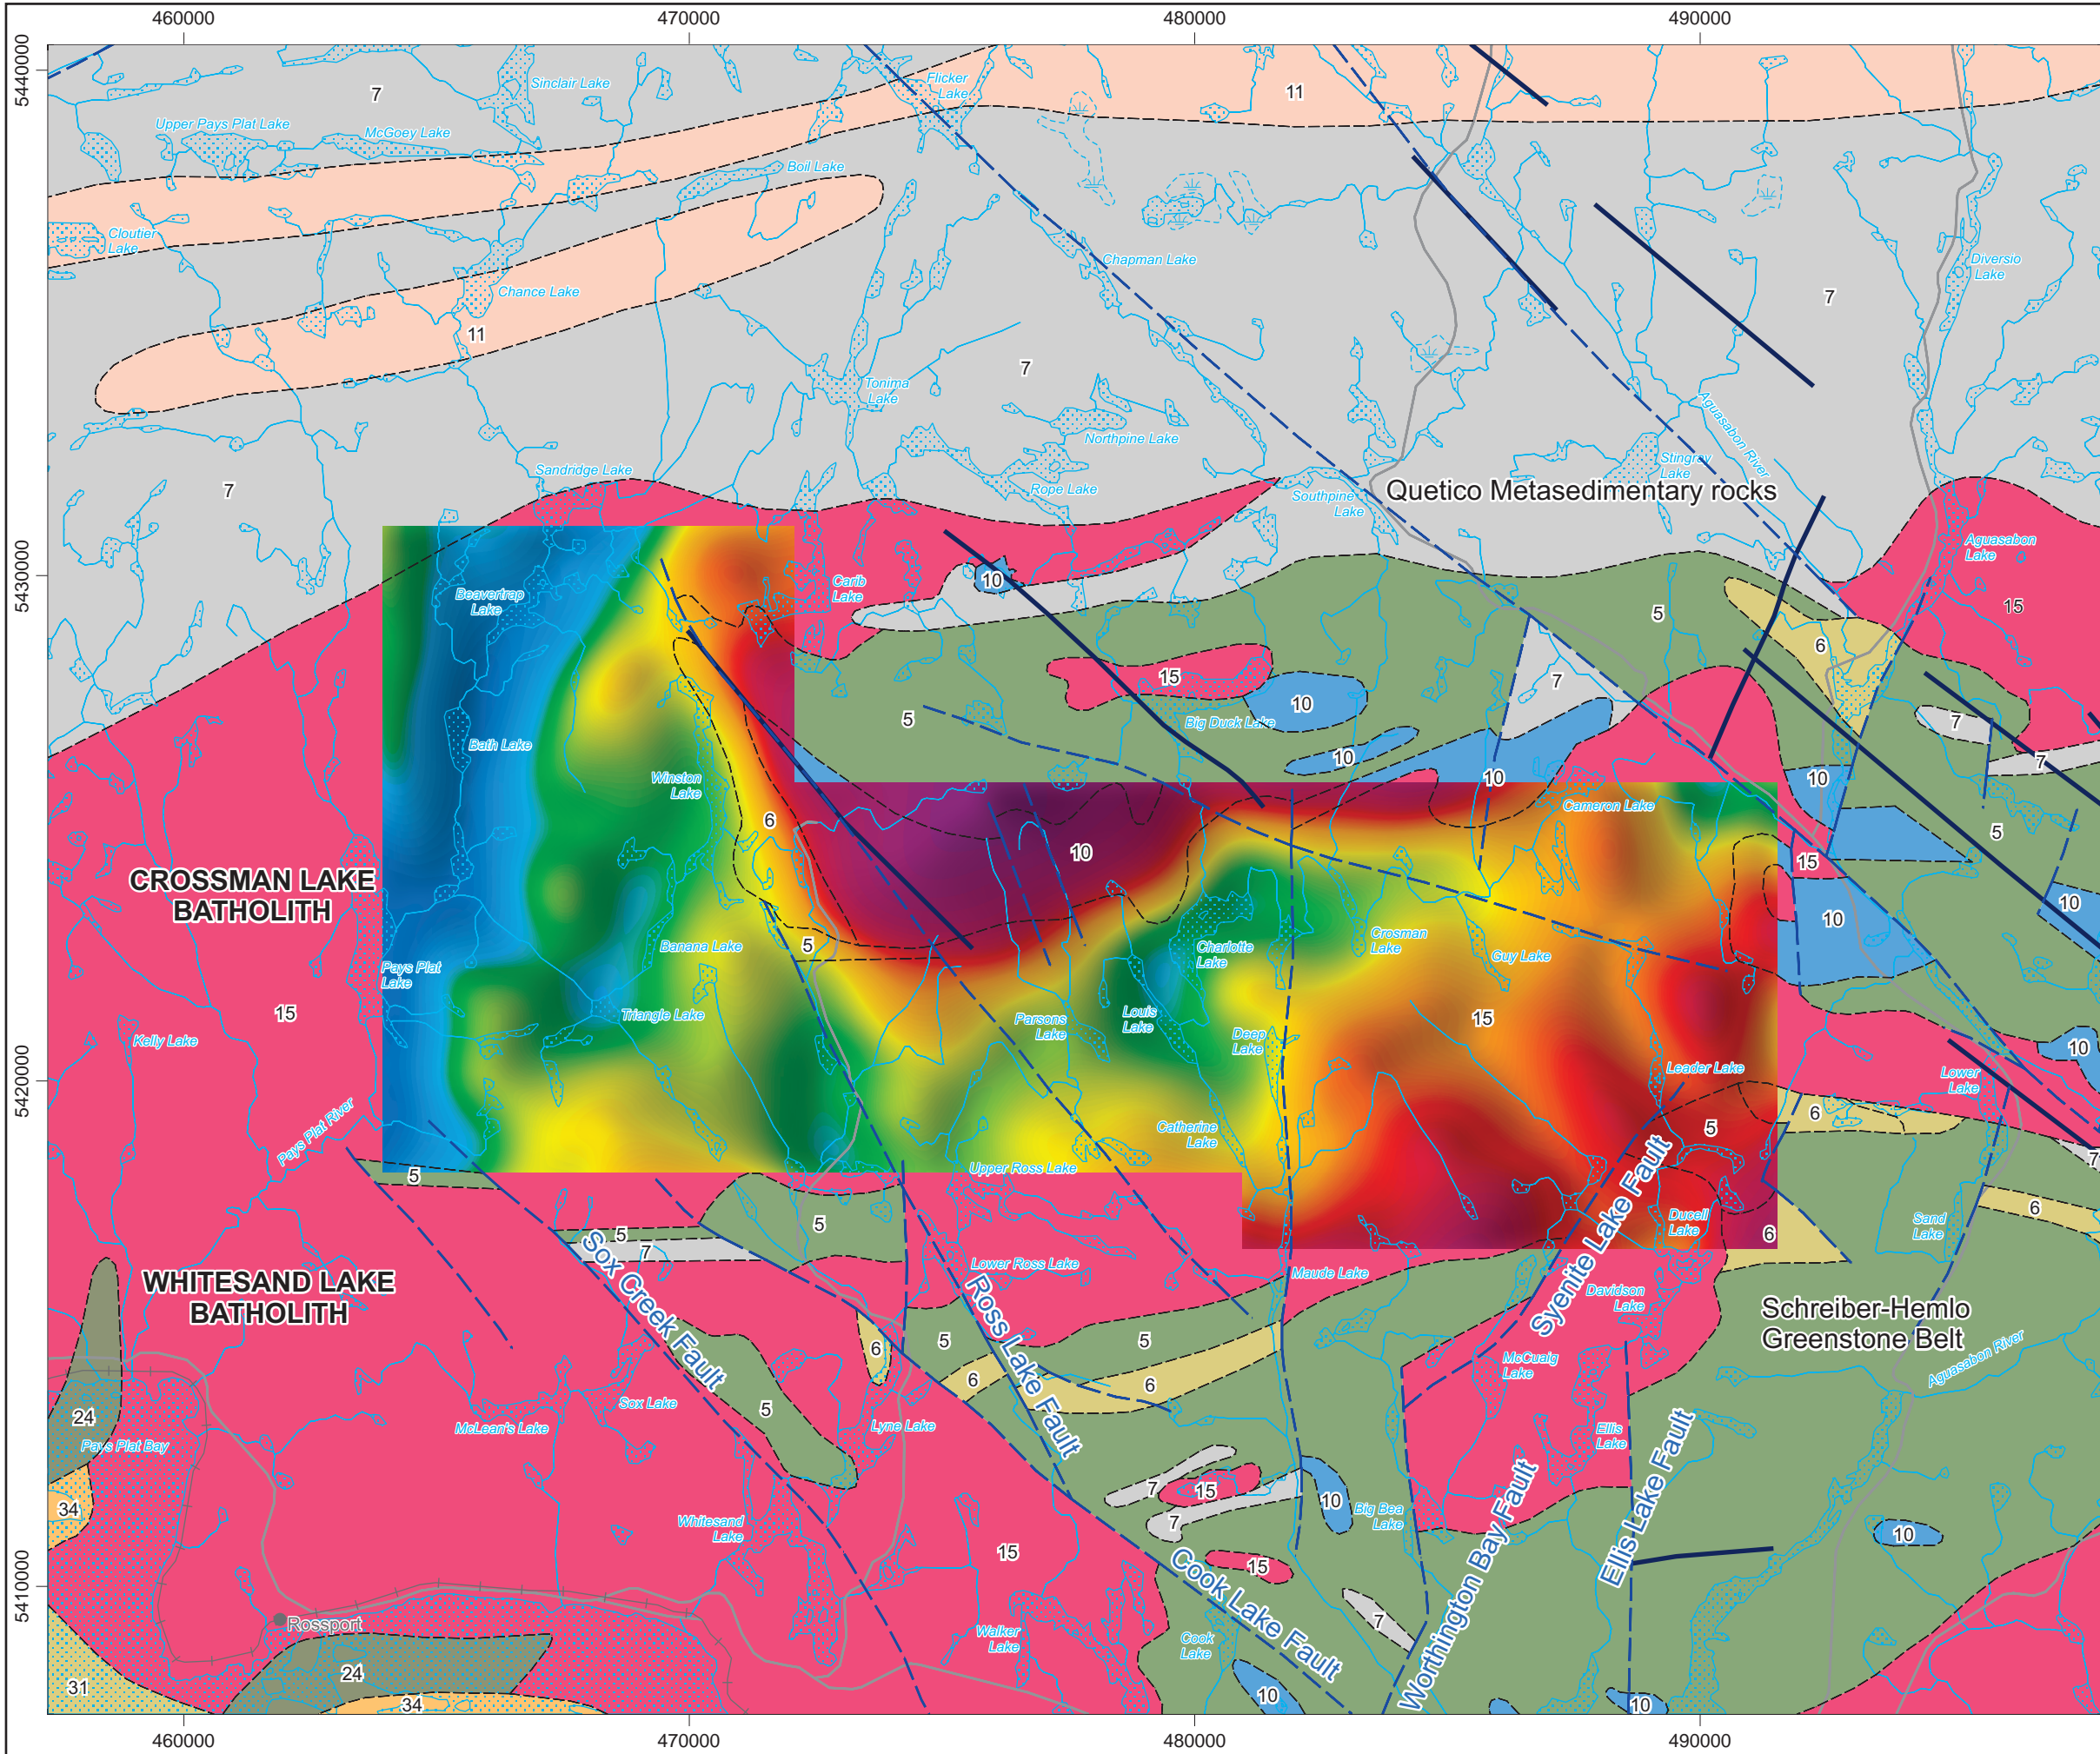 460000
470000
480000
490000
5440000
7
Sinclair Lake
Upper Pays Plat Lake
McGoey Lake
Flicker
Lake
11
Boil Lake
Cloutier
Lake
Chapman Lake
Diversio
Lake
Chance Lake
7
11
7
Tonima
Lake
Aguasabon River
Northpine Lake
Stingray
Lake
Sandridge Lake
7
Rope Lake
Southpine
Lake
Quetico Metasedimentary rocks
5430000
Aguasabon
Lake
Beavertrap
Lake
Carib
Lake
10
5
15
6
15
7
10
5
Big Duck Lake
7
Bath Lake
10
7
Winston
Lake
10
10
Cameron Lake
6
5
10
15
CROSSMAN LAKE
BATHOLITH
10
10
Banana Lake
5
Charlotte
Lake
Crosman
Lake
Guy Lake
Pays Plat
Lake
15
Triangle Lake
Parsons
Lake
Louis
Lake
Deep
Lake
15
Kelly Lake
10
5420000
Leader Lake
Lower
Lake
6
Pays Plat River
Catherine
Lake
5
7
5
Upper Ross Lake
6
5
5
7
Ducell
Lake
6
Sand
Lake
Syenite Lake Fault
WHITESAND LAKE
BATHOLITH
Sox Creek Fault
Lower Ross Lake
Maude Lake
Davidson
Lake
Ross Lake Fault
Schreiber-Hemlo
Greenstone Belt
6
5
5
McCuaig
Lake
Aguasabon River
6
6
24
Sox Lake
5
Pays Plat Bay
McLean's Lake
Lyne Lake
Ellis
Lake
7
15
10
34
Whitesand
Lake
7
Big Bea
Lake
10
15
15
Worthington Bay Fault
Ellis Lake Fault
5410000
Cook Lake Fault
Rossport
Walker
Lake
Cook
Lake
7
24
31
34
10
10
460000
470000
480000
490000